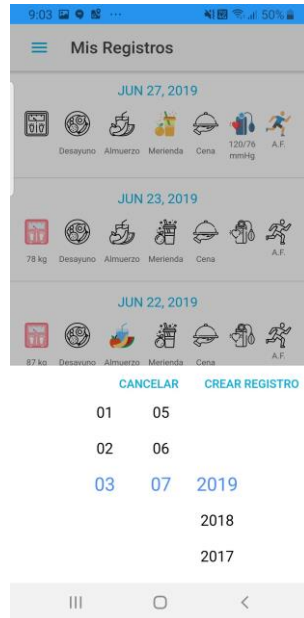 9:03 50%
Mis Registros
JUN 27, 2019
Desayuno Almuerzo Merienda Cena 120/76 mmHg A.F.
JUN 23, 2019
78 kg Desayuno Almuerzo Merienda Cena A.F.
JUN 22, 2019
87 kg Desayuno Almuerzo Merienda Cena A.F.
CANCELAR CREAR REGISTRO
01 05
02 06
03 07 2019
2018
2017